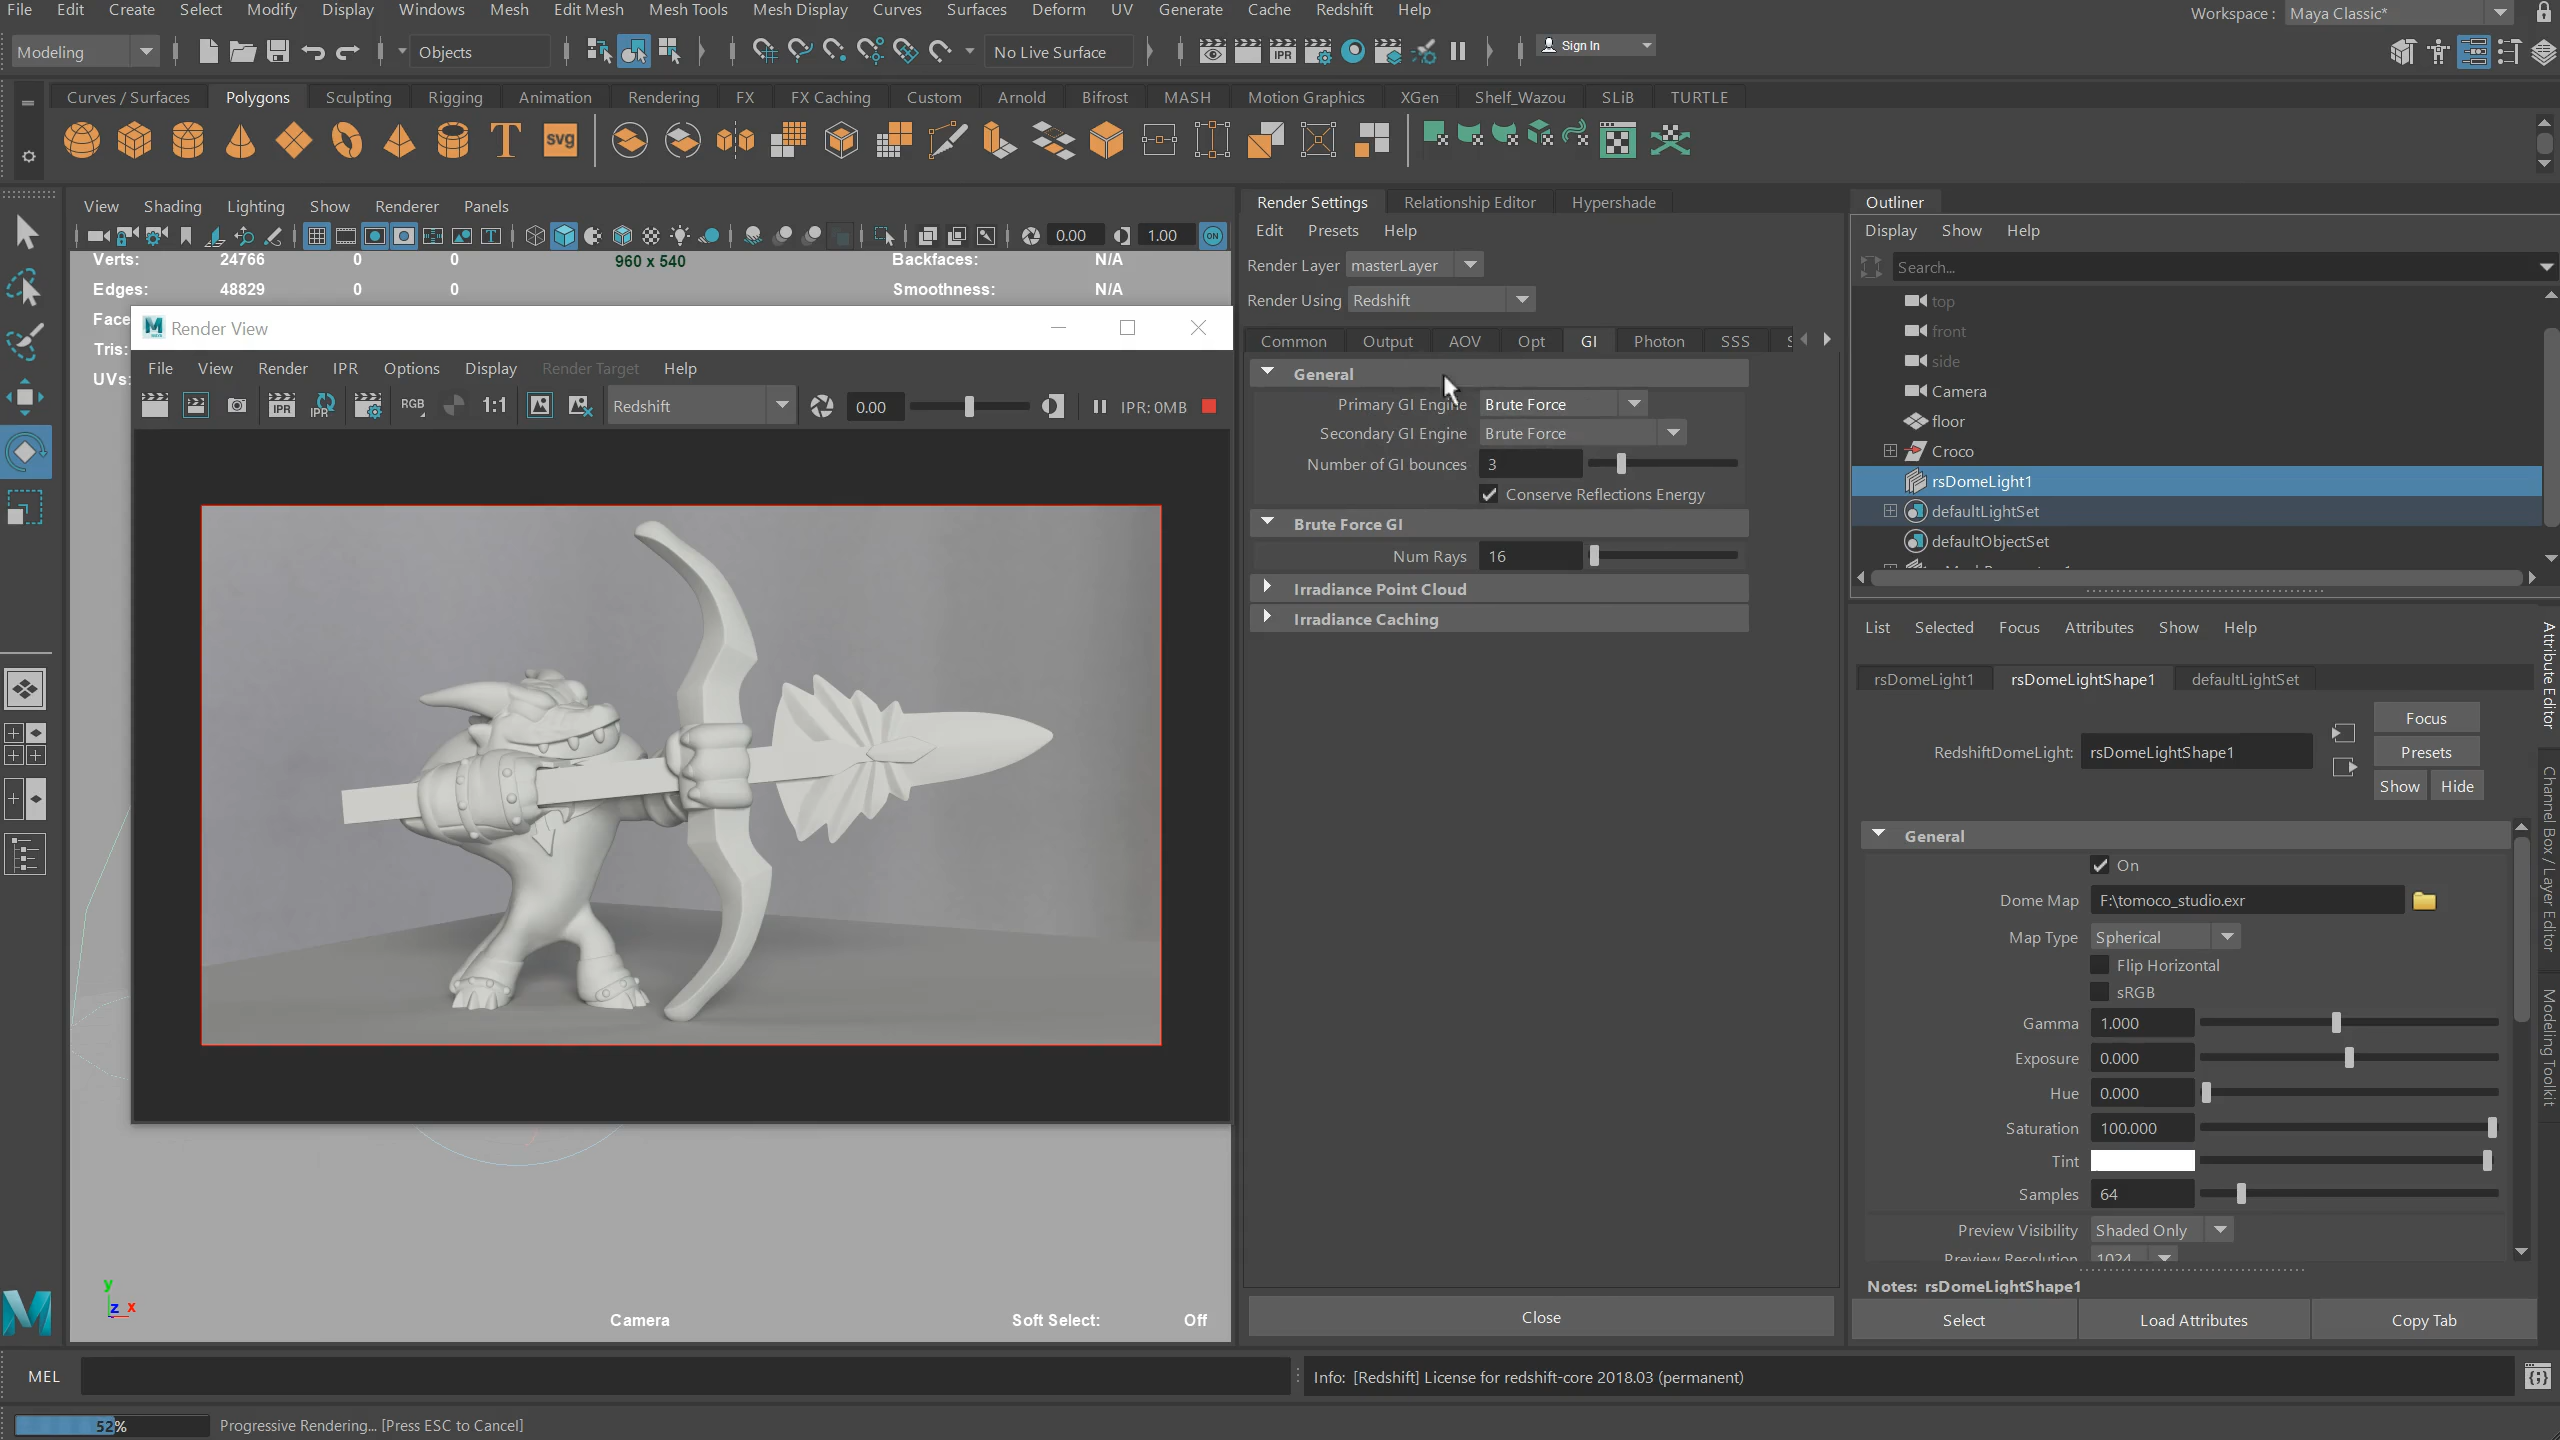 File Edit Create Select Modify Display Windows Mesh Edit Mesh Mesh Tools Mesh Display Curves Surfaces Deform UV Generate Cache Redshift Help
Workspace : Maya Classic*
Modeling Objects No Live Surface IPR Sign In
Curves / Surfaces Polygons Sculpting Rigging Animation Rendering FX FX Caching Custom Arnold Bifrost MASH Motion Graphics XGen Shelf_Wazou SLiB TURTLE
T svg
View Shading Lighting Show Renderer Panels
0.00 1.00 ON
Verts: 24766 0 0 960 x 540 Backfaces: N/A
Edges: 48829 0 0 Smoothness: N/A
Face
Tris:
UVs:
Render View
File View Render IPR Options Display Render Target Help
IPR IPR RGB 1:1 Redshift 0.00 IPR: 0MB
y
z x
Camera Soft Select: Off
Render Settings Relationship Editor Hypershade
Edit Presets Help
Render Layer masterLayer
Render Using Redshift
Common Output AOV Opt GI Photon SSS
General
Primary GI Engine Brute Force
Secondary GI Engine Brute Force
Number of GI bounces 3
Conserve Reflections Energy
Brute Force GI
Num Rays 16
Irradiance Point Cloud
Irradiance Caching
Close
Outliner
Display Show Help
Search...
top
front
side
Camera
floor
Croco
rsDomeLight1
defaultLightSet
defaultObjectSet
List Selected Focus Attributes Show Help
rsDomeLight1 rsDomeLightShape1 defaultLightSet
Focus
RedshiftDomeLight: rsDomeLightShape1 Presets
Show Hide
General
On
Dome Map F:\tomoco_studio.exr
Map Type Spherical
Flip Horizontal
sRGB
Gamma 1.000
Exposure 0.000
Hue 0.000
Saturation 100.000
Tint
Samples 64
Preview Visibility Shaded Only
Preview Resolution 1024
Notes: rsDomeLightShape1
Select Load Attributes Copy Tab
Attribute Editor
Channel Box / Layer Editor
Modeling Toolkit
MEL Info: [Redshift] License for redshift-core 2018.03 (permanent)
52% Progressive Rendering... [Press ESC to Cancel]